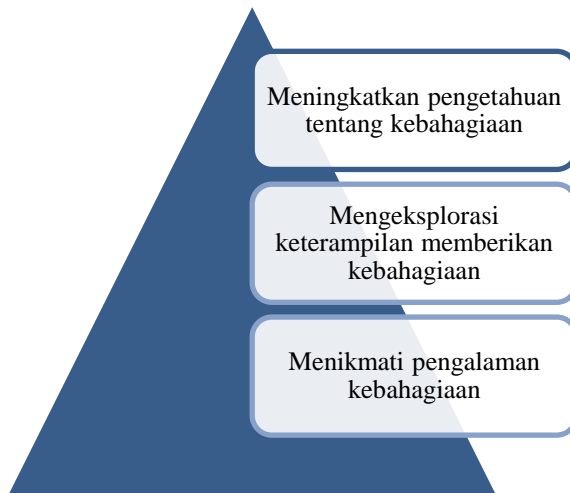 Meningkatkan pengetahuan
tentang kebahagiaan
Mengeksplorasi
keterampilan memberikan
kebahagiaan
Menikmati pengalaman
kebahagiaan